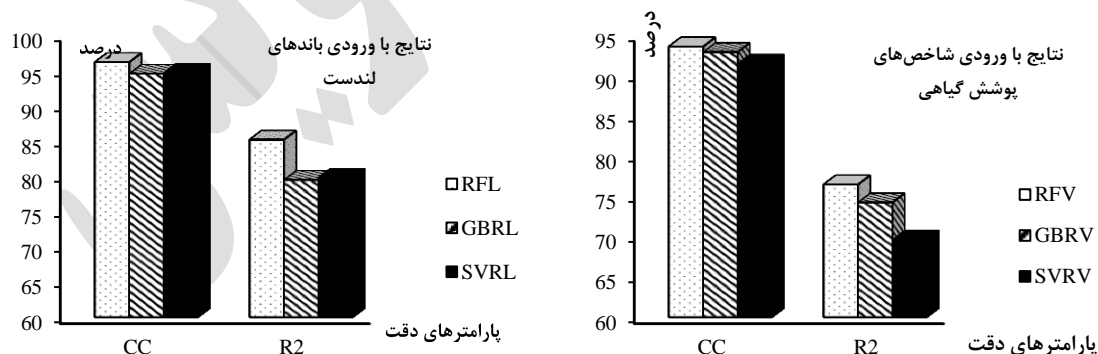 نتایج با ورودی باندهای
لندست
درصد
100
95
90
85
80
75
70
65
60
CC
R2
پارامترهای دقت
RFL
GBRL
SVRL
نتایج با ورودی شاخص‌های
پوشش گیاهی
درصد
95
90
85
80
75
70
65
60
CC
R2
پارامترهای دقت
RFV
GBRV
SVRV